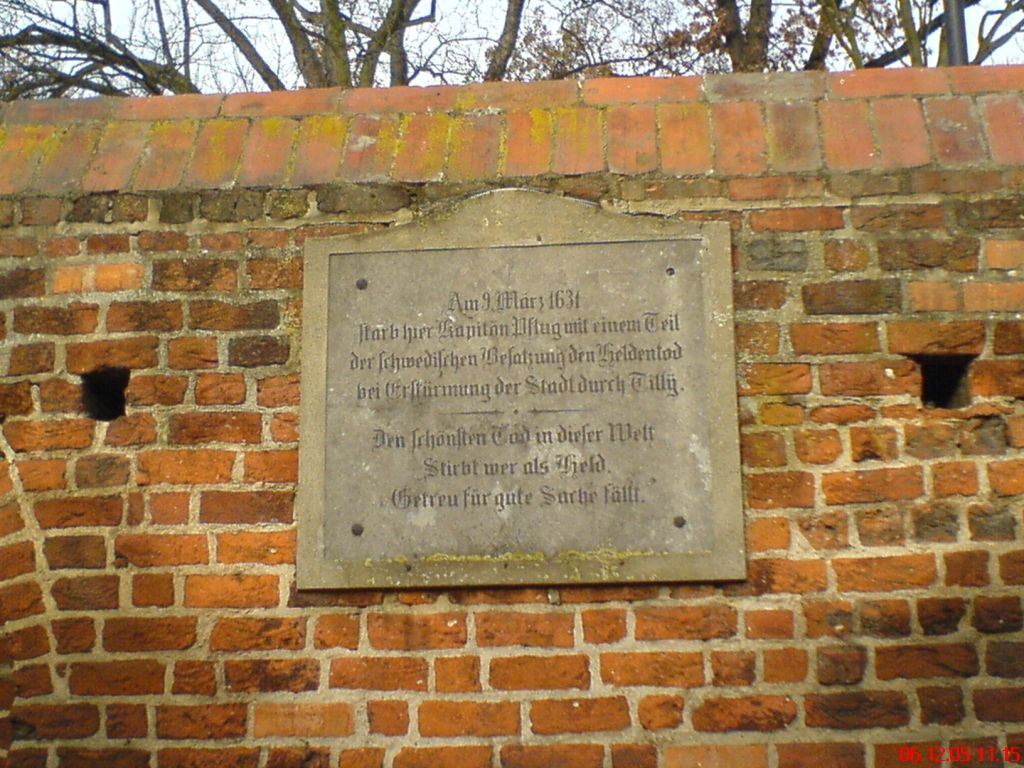 Am 9. März 1631
starb hier Kapitän Pflug mit einem Teil
der schwedischen Besatzung den Heldentod
bei Erstürmung der Stadt durch Tilly.
Den schönsten Tod in dieser Welt
Stirbt wer als Held.
Getreu für gute Sache fällt.
06.12.05 11:15